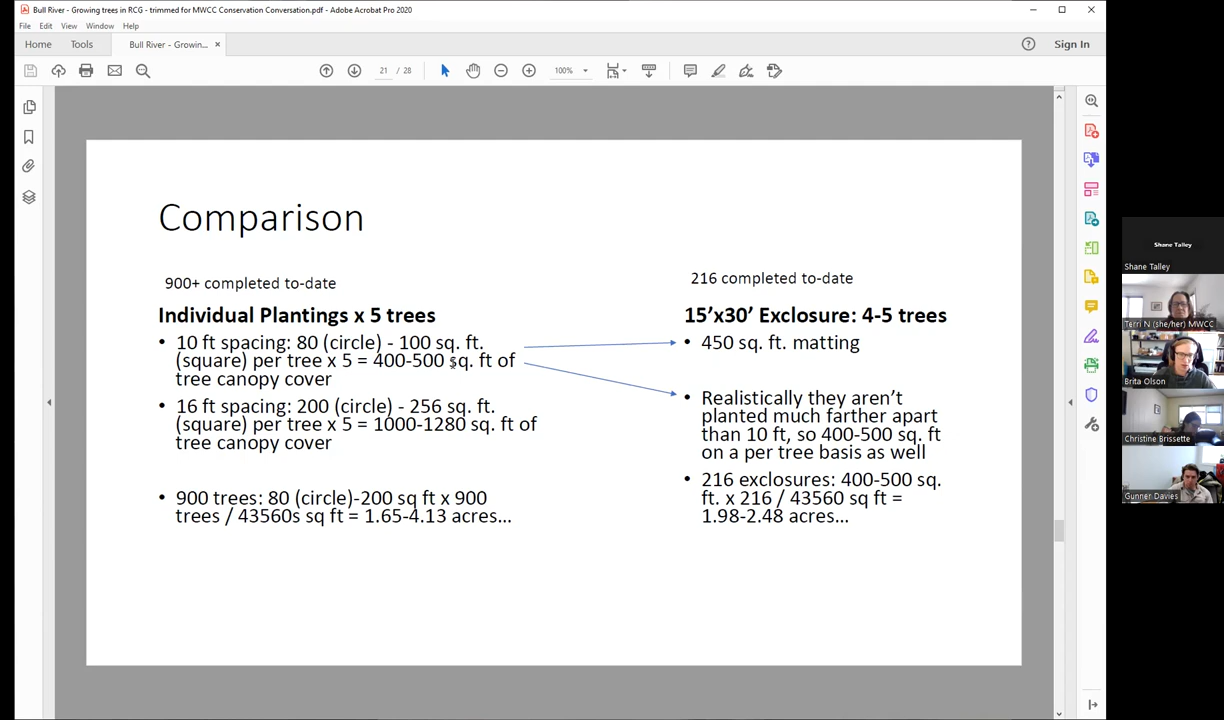 Bull River - Growing trees in RCG - trimmed for MWCC Conservation Conversation.pdf - Adobe Acrobat Pro 2020
File Edit View Window Help
Home Tools Bull River - Growin... ×
Sign In
21 / 28
100%
Comparison
900+ completed to-date
Individual Plantings x 5 trees
• 10 ft spacing: 80 (circle) - 100 sq. ft.
(square) per tree x 5 = 400-500 sq. ft of
tree canopy cover
• 16 ft spacing: 200 (circle) - 256 sq. ft.
(square) per tree x 5 = 1000-1280 sq. ft of
tree canopy cover
• 900 trees: 80 (circle)-200 sq ft x 900
trees / 43560s sq ft = 1.65-4.13 acres...
216 completed to-date
15’x30’ Exclosure: 4-5 trees
• 450 sq. ft. matting
• Realistically they aren’t
planted much farther apart
than 10 ft, so 400-500 sq. ft
on a per tree basis as well
• 216 exclosures: 400-500 sq.
ft. x 216 / 43560 sq ft =
1.98-2.48 acres...
Shane Talley
Shane Talley
Terri N (she/her) MWCC
Brita Olson
Christine Brissette
Gunner Davies